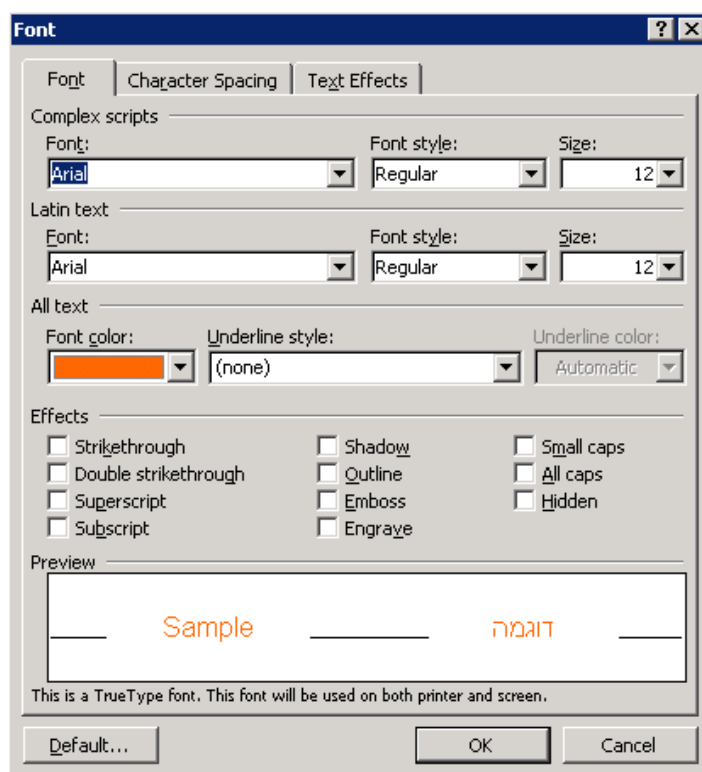 Font
Font Character Spacing Text Effects
Complex scripts
Font: Font style: Size:
Arial Regular 12
Latin text
Font: Font style: Size:
Arial Regular 12
All text
Font color: Underline style: Underline color:
(none) Automatic
Effects
Strikethrough Shadow Small caps
Double strikethrough Outline All caps
Superscript Emboss Hidden
Subscript Engrave
Preview
Sample דוגמה
This is a TrueType font. This font will be used on both printer and screen.
Default... OK Cancel